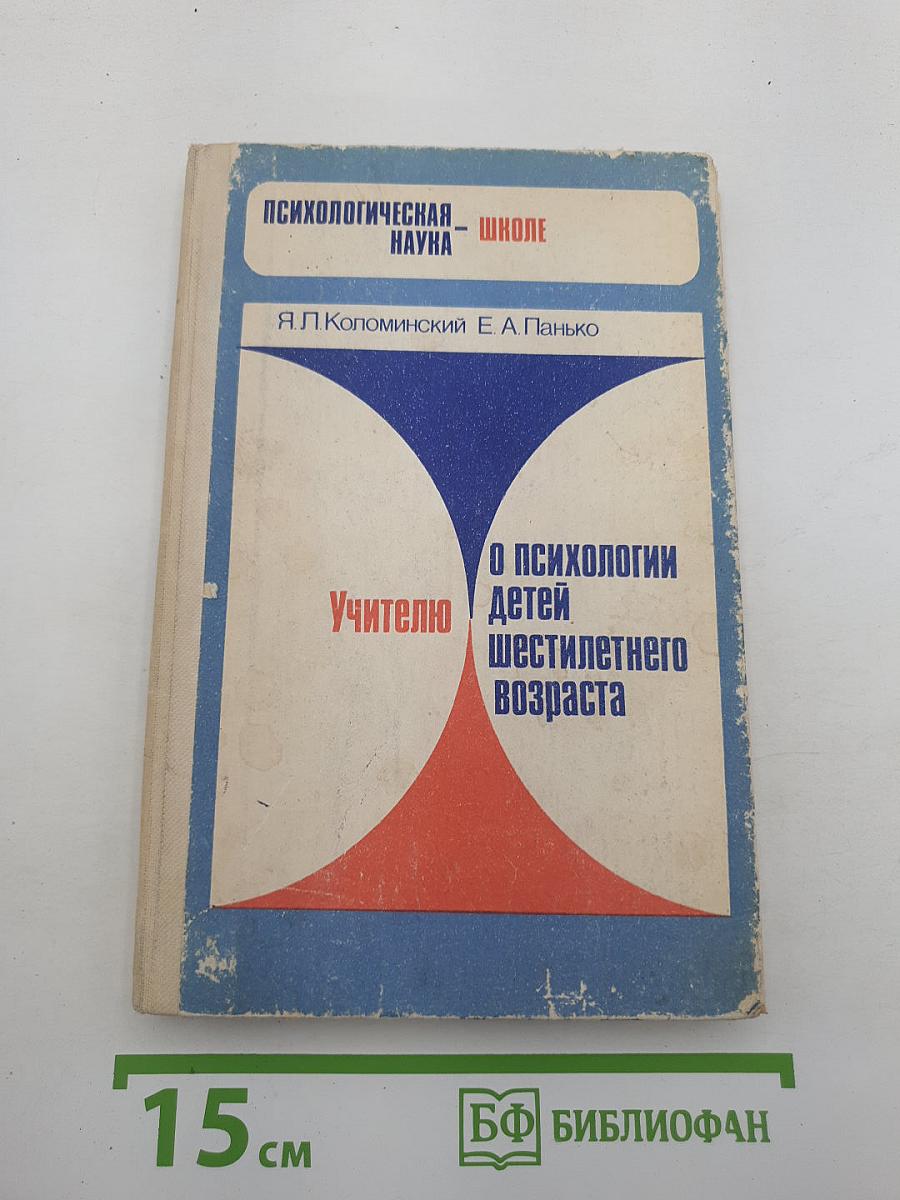 ПСИХОЛОГИЧЕСКАЯ
НАУКА – ШКОЛЕ
Я.Л.Коломинский Е.А.Панько
Учителю
о психологии
детей
шестилетнего
возраста
15 см
БФ БИБЛИОФАН